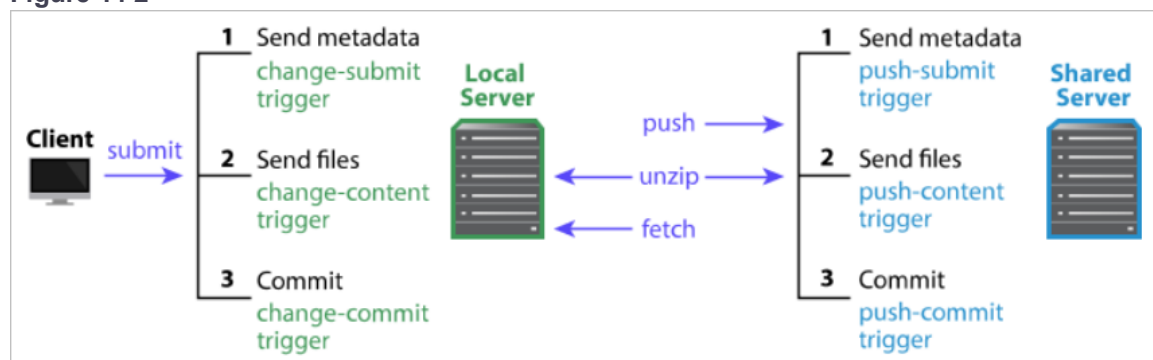 1 Send metadata
change-submit
trigger
Client
submit
2 Send files
change-content
trigger
3 Commit
change-commit
trigger
Local
Server
push
unzip
fetch
1 Send metadata
push-submit
trigger
2 Send files
push-content
trigger
3 Commit
push-commit
trigger
Shared
Server